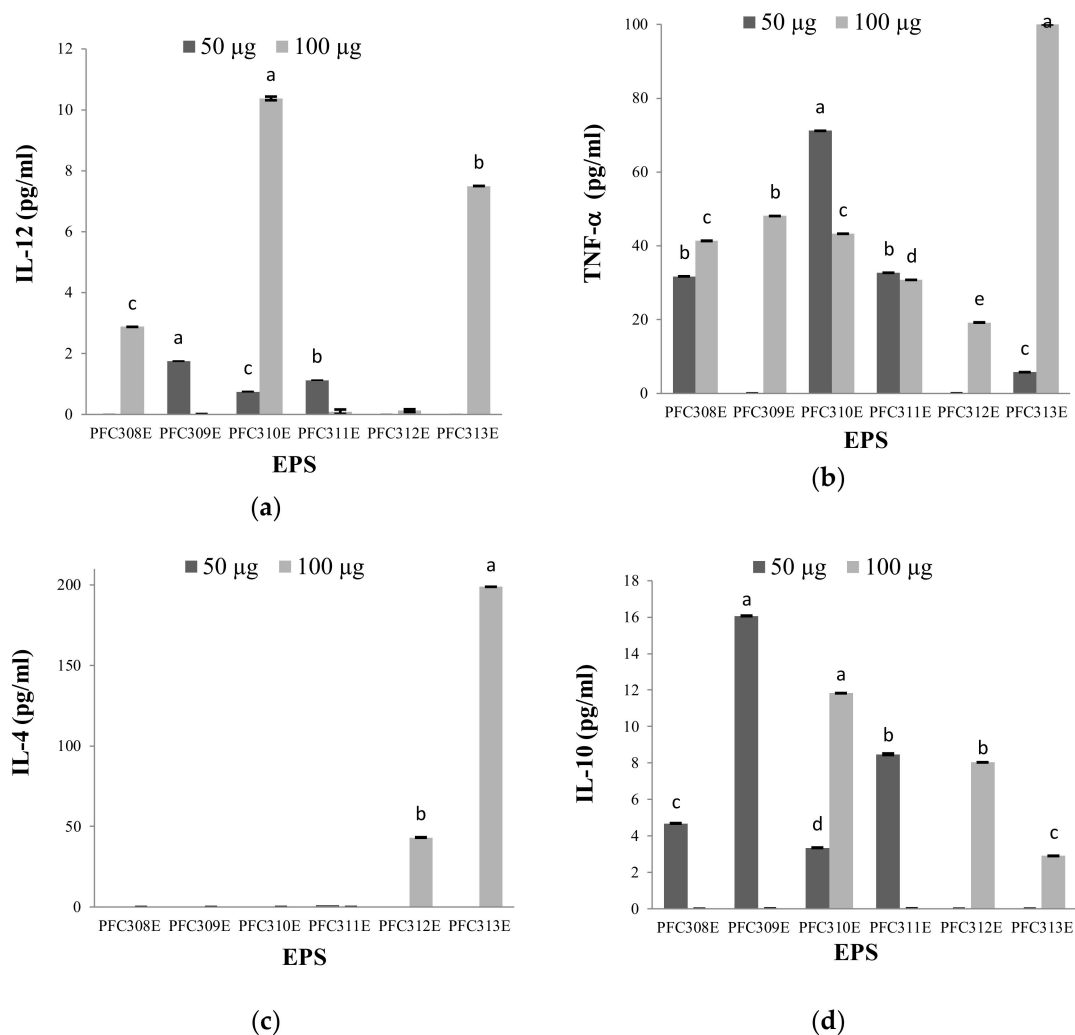 50 μg 100 μg
12
10
8
6
4
2
0
IL-12 (pg/ml)
c
a
c
a
b
b
PFC308E PFC309E PFC310E PFC311E PFC312E PFC313E
EPS
(a)
50 μg 100 μg
100
80
60
40
20
0
TNF-α (pg/ml)
b
c
b
a
c
b
d
e
c
a
PFC308E PFC309E PFC310E PFC311E PFC312E PFC313E
EPS
(b)
50 μg 100 μg
200
150
100
50
0
IL-4 (pg/ml)
b
a
PFC308E PFC309E PFC310E PFC311E PFC312E PFC313E
EPS
(c)
50 μg 100 μg
18
16
14
12
10
8
6
4
2
0
IL-10 (pg/ml)
c
a
d
a
b
b
c
PFC308E PFC309E PFC310E PFC311E PFC312E PFC313E
EPS
(d)